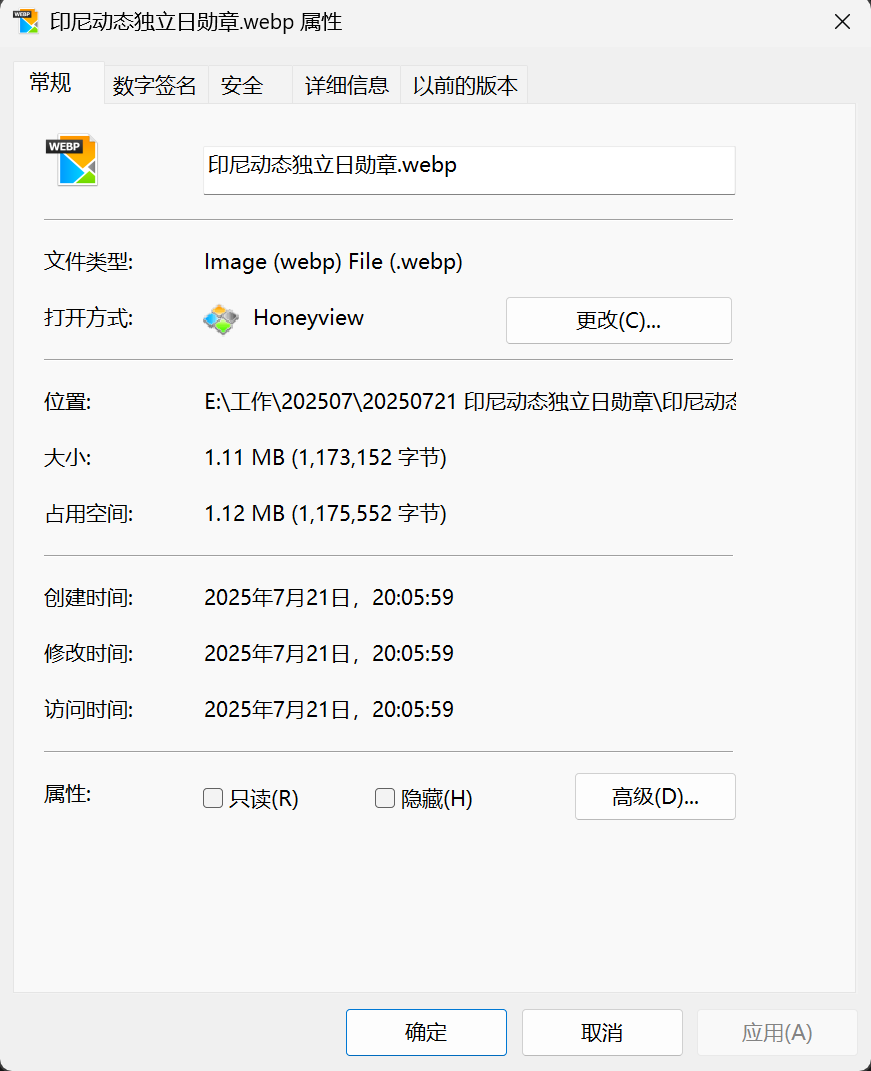 印尼动态独立日勋章.webp 属性
常规 数字签名 安全 详细信息 以前的版本
WEBP
印尼动态独立日勋章.webp
文件类型: Image (webp) File (.webp)
打开方式: Honeyview 更改(C)...
位置: E:\工作\202507\20250721 印尼动态独立日勋章\印尼动态
大小: 1.11 MB (1,173,152 字节)
占用空间: 1.12 MB (1,175,552 字节)
创建时间: 2025年7月21日，20:05:59
修改时间: 2025年7月21日，20:05:59
访问时间: 2025年7月21日，20:05:59
属性: 只读(R) 隐藏(H) 高级(D)...
确定 取消 应用(A)